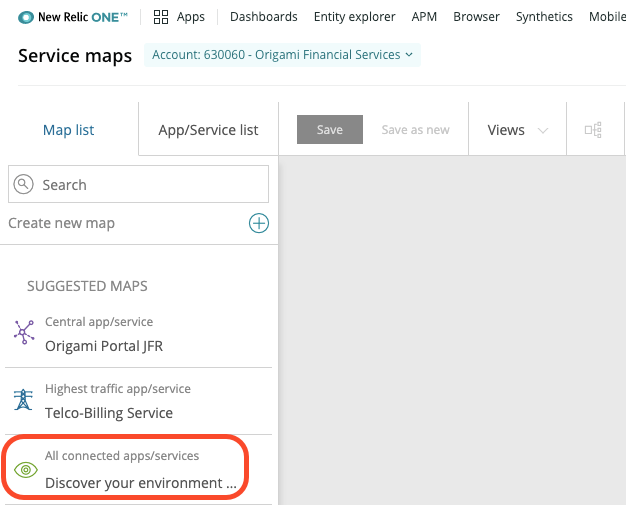 New Relic ONE™ Apps Dashboards Entity explorer APM Browser Synthetics Mobile
Service maps Account: 630060 - Origami Financial Services
Map list App/Service list Save Save as new Views
Search
Create new map
SUGGESTED MAPS
Central app/service
Origami Portal JFR
Highest traffic app/service
Telco-Billing Service
All connected apps/services
Discover your environment ...